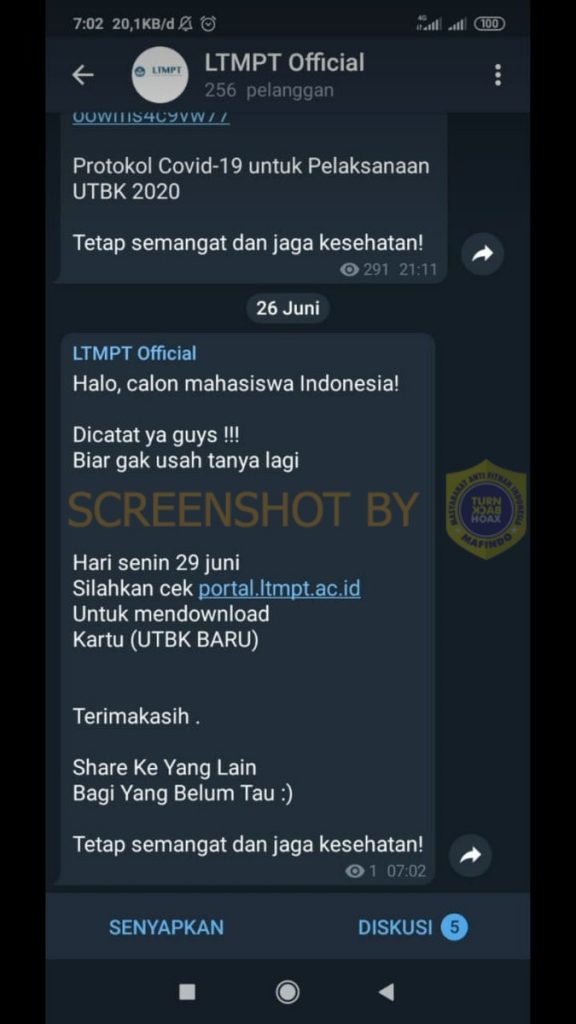 7:02 20,1KB/d 4G 100
LTMPT
LTMPT Official
256 pelanggan
oowms4c9vw77
Protokol Covid-19 untuk Pelaksanaan
UTBK 2020
Tetap semangat dan jaga kesehatan!
291 21:11
26 Juni
LTMPT Official
Halo, calon mahasiswa Indonesia!
Dicatat ya guys !!!
Biar gak usah tanya lagi
SCREENSHOT BY
MASYARAKAT ANTI FITNAH INDONESIA
TURN
BACK
HOAX
MAFINDO
Hari senin 29 juni
Silahkan cek portal.ltmpt.ac.id
Untuk mendownload
Kartu (UTBK BARU)
Terimakasih .
Share Ke Yang Lain
Bagi Yang Belum Tau :)
Tetap semangat dan jaga kesehatan!
1 07:02
SENYAPKAN
DISKUSI 5